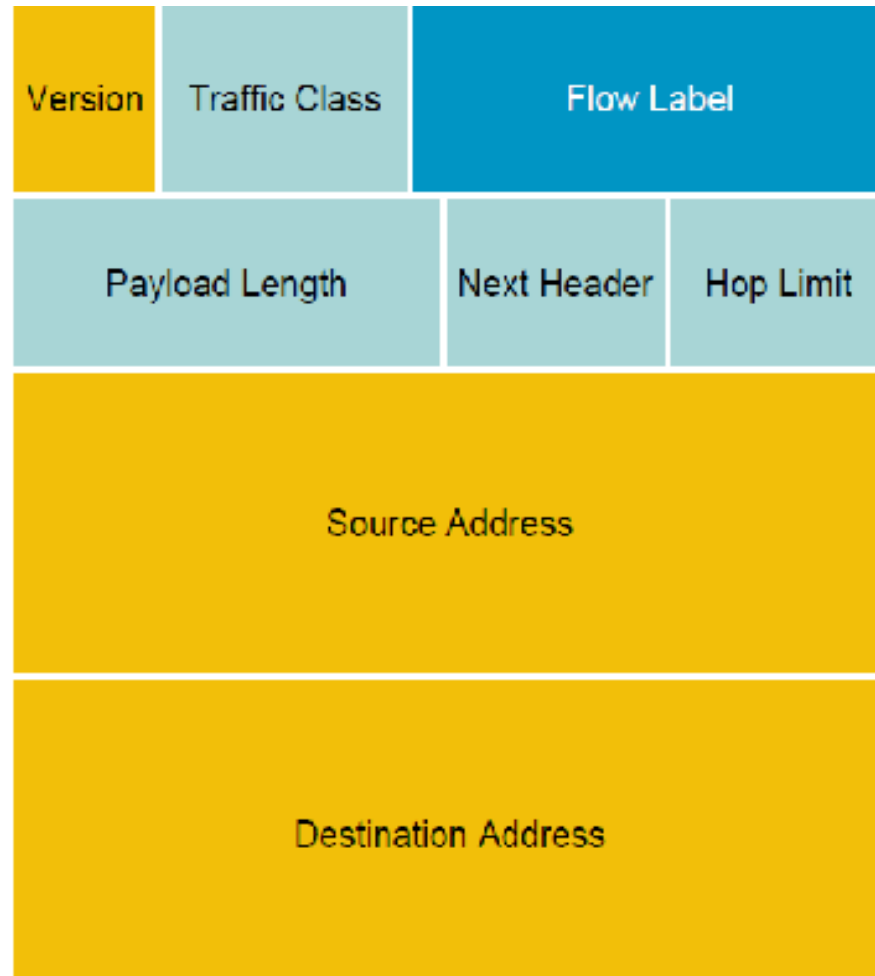 Version Traffic Class Flow Label
Payload Length Next Header Hop Limit
Source Address
Destination Address